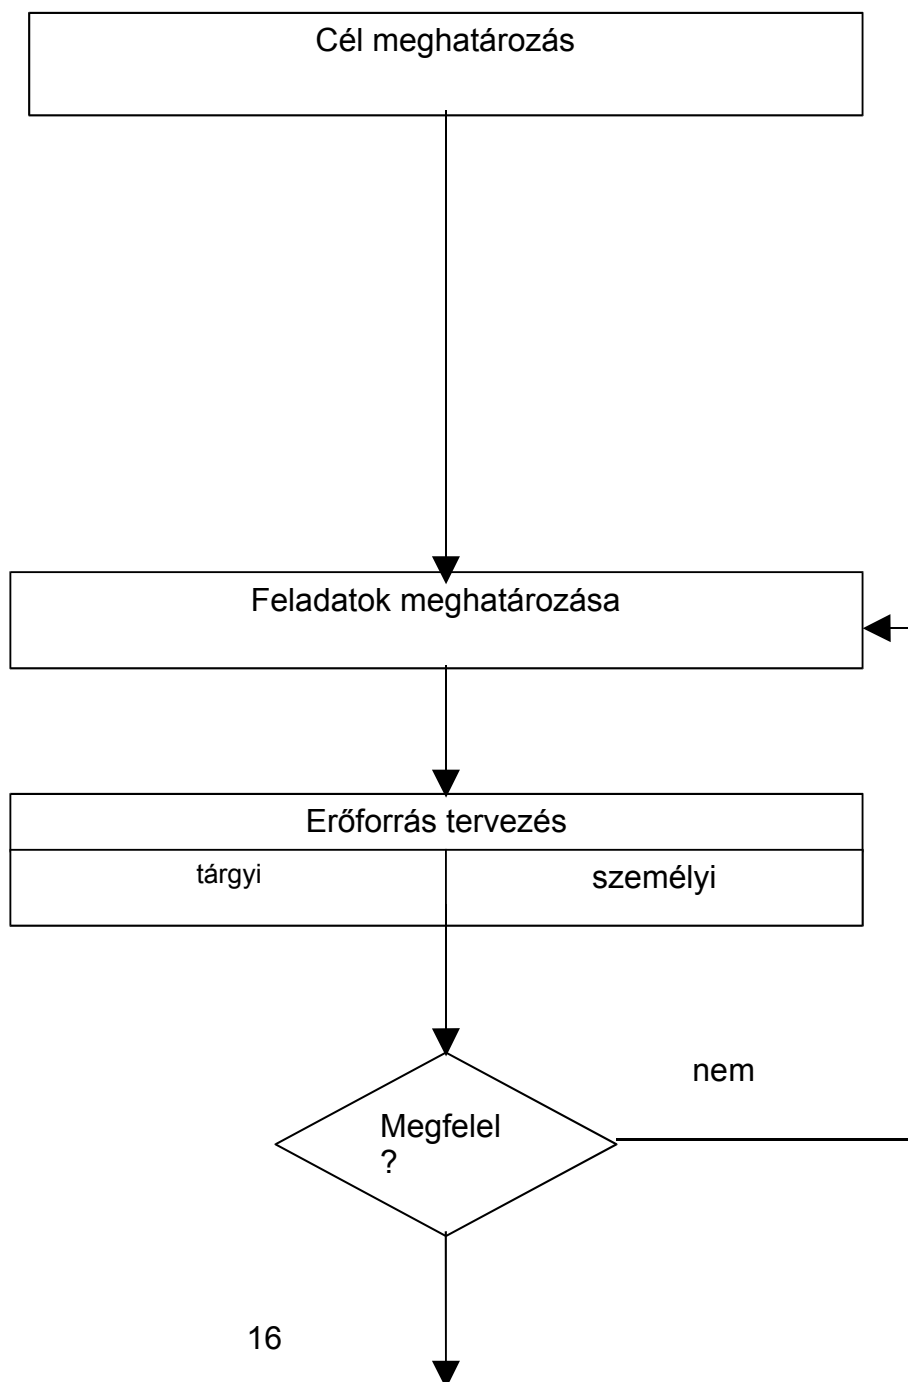 Cél meghatározás
Feladatok meghatározása
Erőforrás tervezés
tárgyi
személyi
nem
Megfelel
?
16